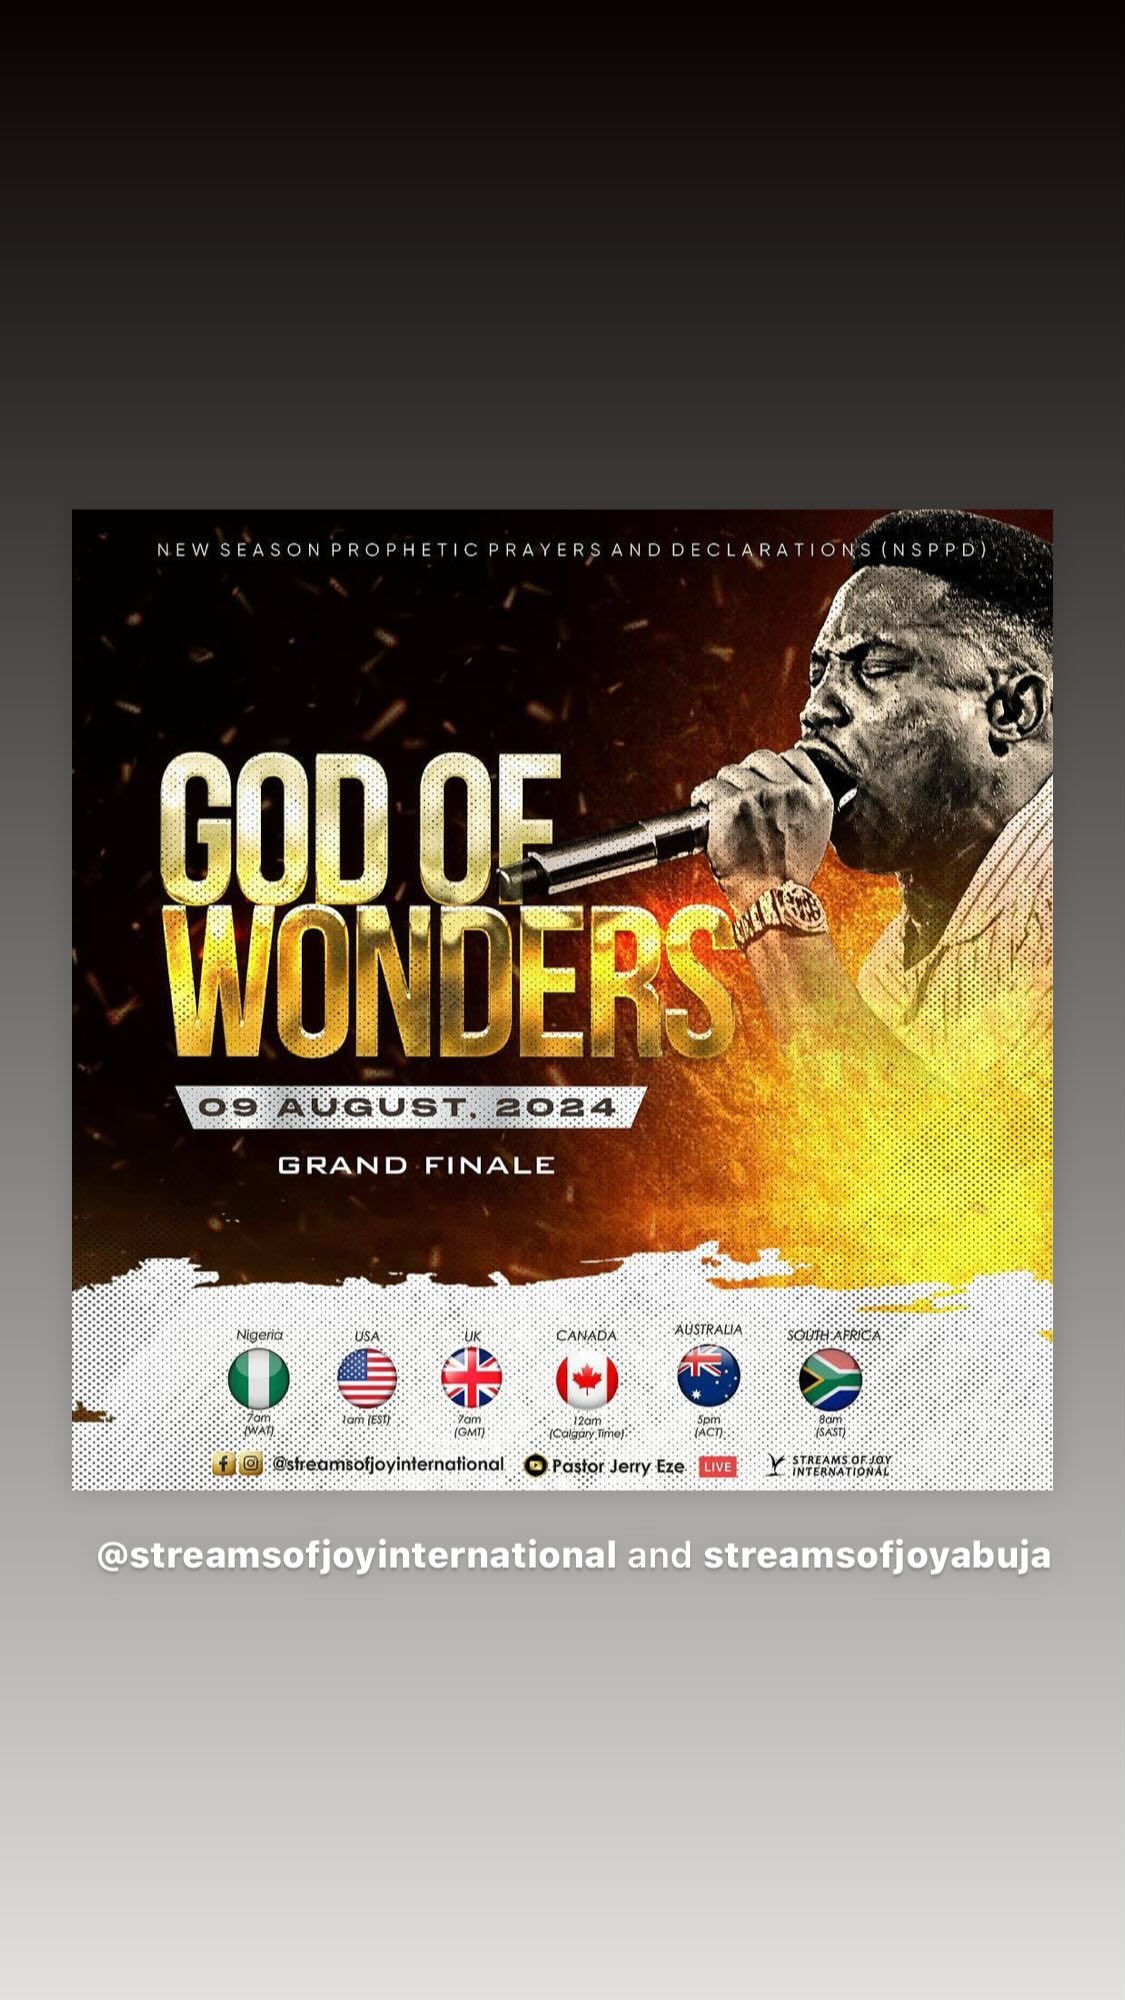 NEW SEASON PROPHETIC PRAYERS AND DECLARATIONS (NSPPD)
GOD OF
WONDERS
09 AUGUST, 2024
GRAND FINALE
Nigeria USA UK CANADA AUSTRALIA SOUTH AFRICA
7am 1am (EST) 7am 12am 5pm 8am
(WAT) (GMT) (Calgary Time) (ACT) (SAST)
@streamsofjoyinternational Pastor Jerry Eze LIVE STREAMS OF JOY
INTERNATIONAL
@streamsofjoyinternational and streamsofjoyabuja